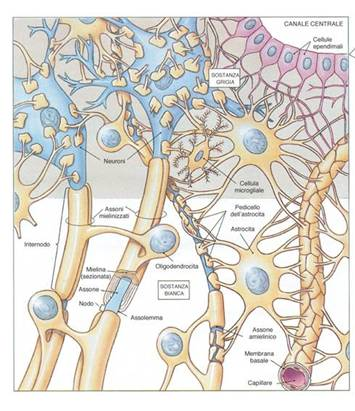 CANALE CENTRALE
Cellule
ependimali
SOSTANZA
GRIGIA
Neuroni
Cellula
microgliale
Assoni
mielinizzati
Pedicello
dell'astrocita
Astrocita
Internodo
Oligodendrocita
Mielina
(sezionata)
SOSTANZA
BIANCA
Assone
Nodo
Assolemma
Assone
amielinico
Membrana
basale
Capillare